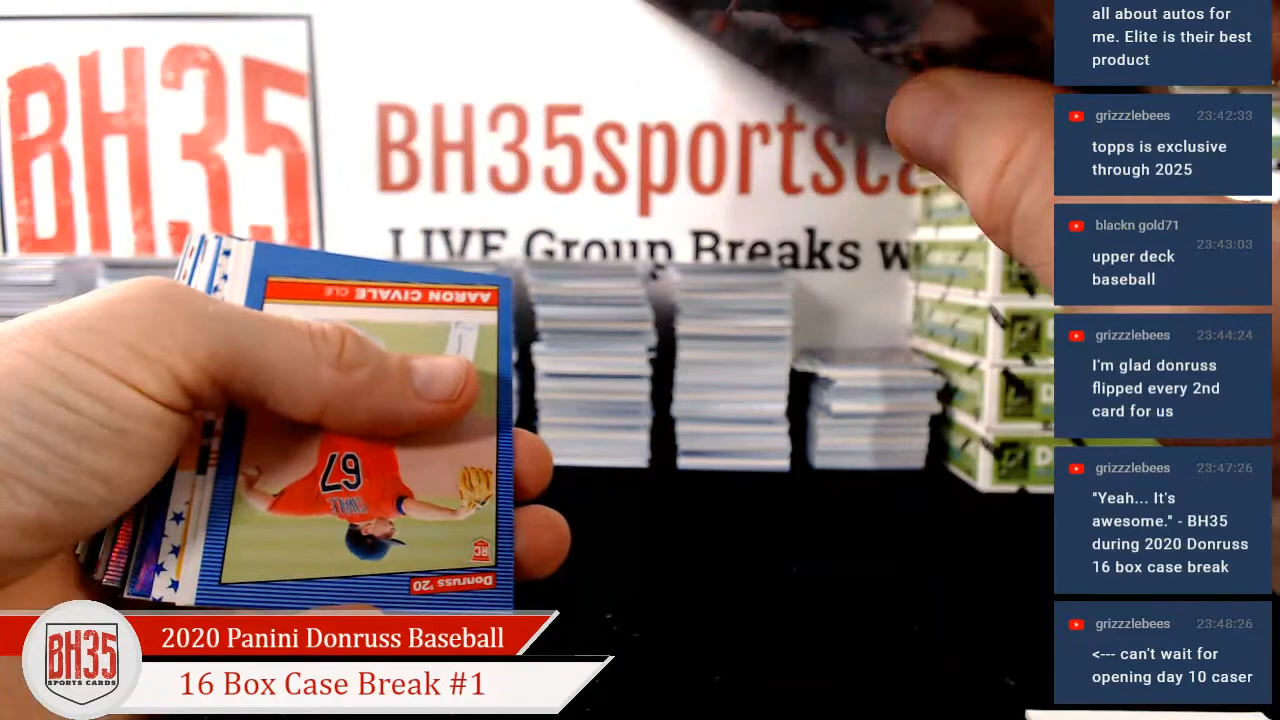 BH35
BH35sportsca
LIVE Group Breaks w
AARON CIVALE CLE
67
CIVALE
RC
Donruss '20
BH35
SPORTS CARDS
2020 Panini Donruss Baseball
16 Box Case Break #1
all about autos for
me. Elite is their best
product
grizzzlebees 23:42:33
topps is exclusive
through 2025
blackn gold71
23:43:03
upper deck
baseball
grizzzlebees 23:44:24
I'm glad donruss
flipped every 2nd
card for us
grizzzlebees 23:47:26
"Yeah... It's
awesome." - BH35
during 2020 Donruss
16 box case break
grizzzlebees 23:48:26
<--- can't wait for
opening day 10 caser